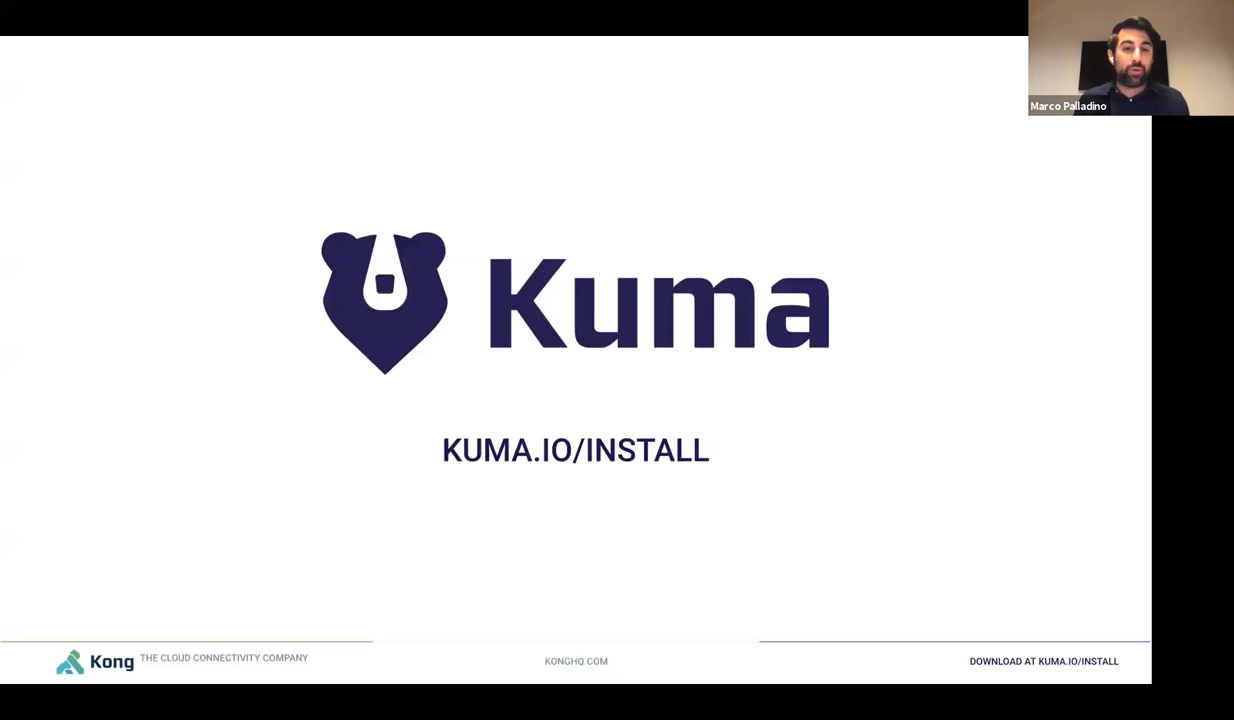 Marco Palladino
Kuma
KUMA.IO/INSTALL
Kong THE CLOUD CONNECTIVITY COMPANY
KONGHQ.COM
DOWNLOAD AT KUMA.IO/INSTALL